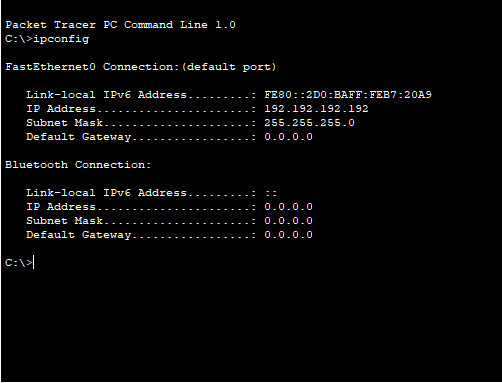 Packet Tracer PC Command Line 1.0
C:\>ipconfig
FastEthernet0 Connection:(default port)
Link-local IPv6 Address.........: FE80::2D0:BAFF:FEB7:20A9
IP Address......................: 192.192.192.192
Subnet Mask.....................: 255.255.255.0
Default Gateway.................: 0.0.0.0
Bluetooth Connection:
Link-local IPv6 Address.........: ::
IP Address......................: 0.0.0.0
Subnet Mask.....................: 0.0.0.0
Default Gateway.................: 0.0.0.0
C:\>